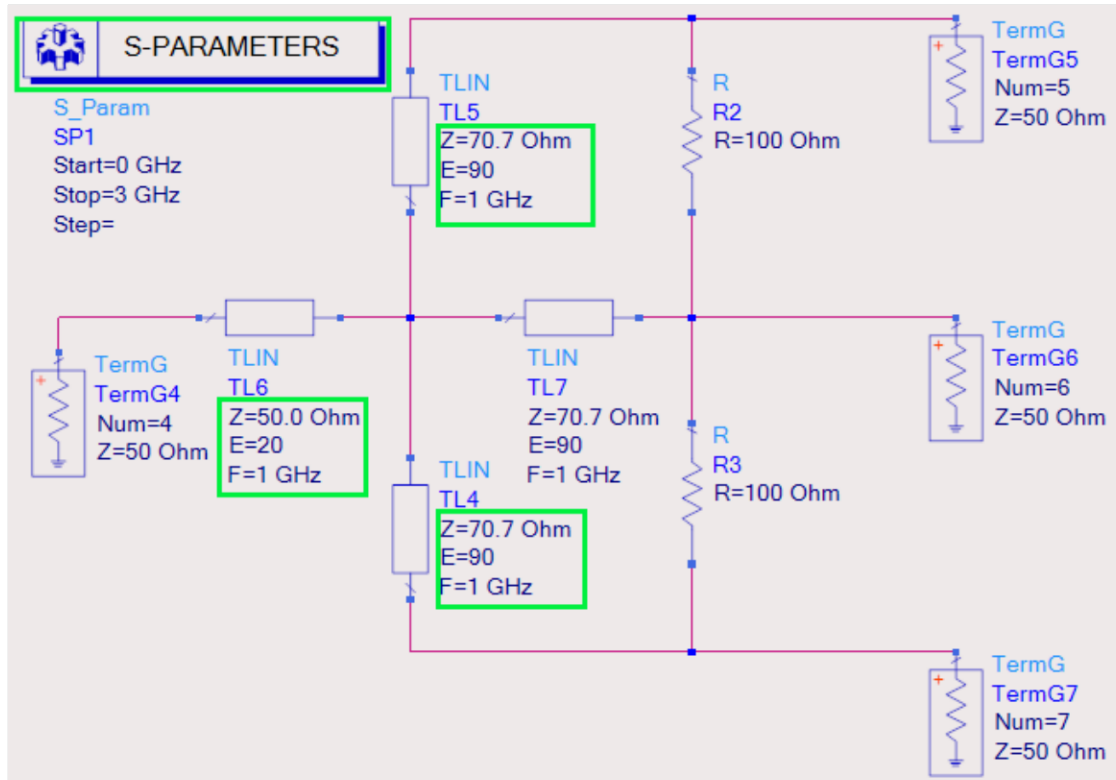 S-PARAMETERS
S_Param
SP1
Start=0 GHz
Stop=3 GHz
Step=
TLIN
TL5
Z=70.7 Ohm
E=90
F=1 GHz
R
R2
R=100 Ohm
TermG
TermG5
Num=5
Z=50 Ohm
TermG
TermG4
Num=4
Z=50 Ohm
TLIN
TL6
Z=50.0 Ohm
E=20
F=1 GHz
TLIN
TL7
Z=70.7 Ohm
E=90
F=1 GHz
TermG
TermG6
Num=6
Z=50 Ohm
TLIN
TL4
Z=70.7 Ohm
E=90
F=1 GHz
R
R3
R=100 Ohm
TermG
TermG7
Num=7
Z=50 Ohm